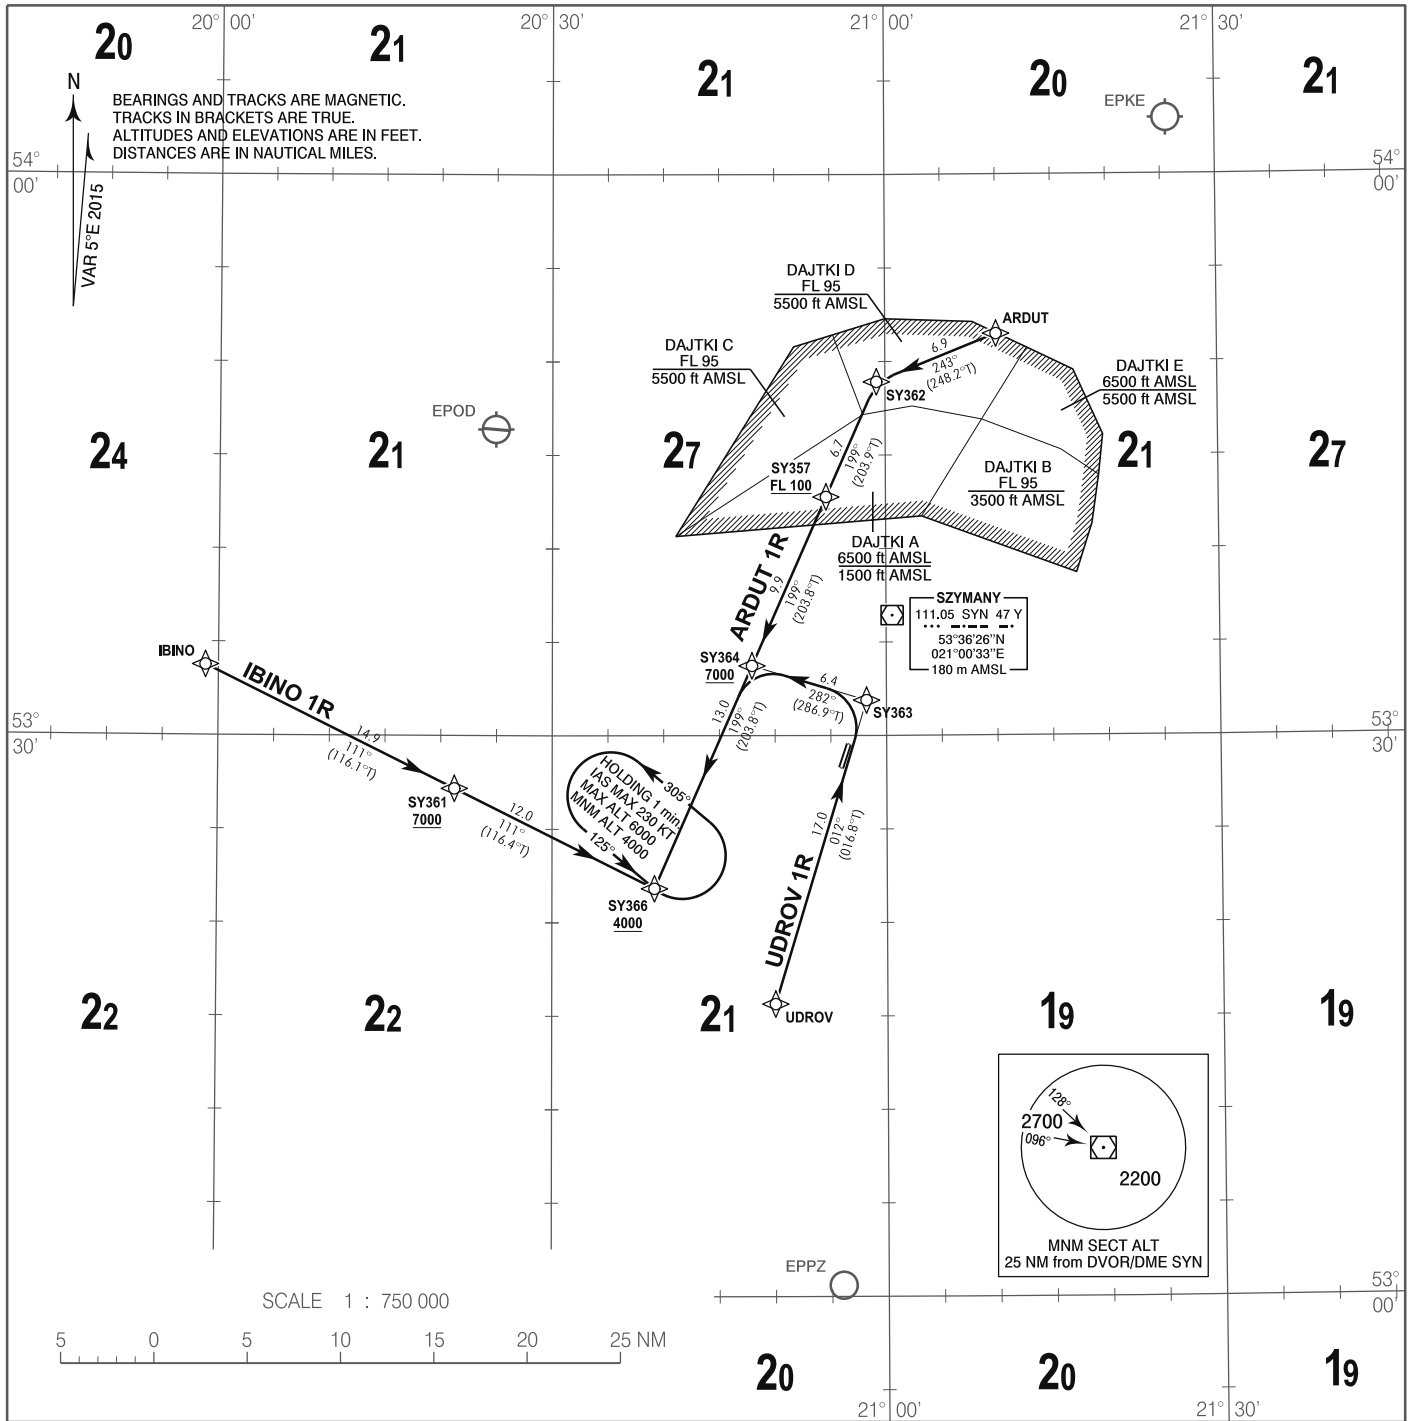 20° 00'
20° 30'
21° 00'
21° 30'
20
21
21
20
21
N
BEARINGS AND TRACKS ARE MAGNETIC.
TRACKS IN BRACKETS ARE TRUE.
ALTITUDES AND ELEVATIONS ARE IN FEET.
DISTANCES ARE IN NAUTICAL MILES.
VAR 5°E 2015
EPKE
54°
00'
54°
00'
DAJTKI D
FL 95
5500 ft AMSL
ARDUT
DAJTKI C
FL 95
5500 ft AMSL
6.9
243°
(248.2°T)
DAJTKI E
6500 ft AMSL
5500 ft AMSL
SY362
EPOD
24
21
27
21
27
6.7
199°
(203.9°T)
SY357
FL 100
DAJTKI B
FL 95
3500 ft AMSL
DAJTKI A
6500 ft AMSL
1500 ft AMSL
ARDUT 1R
9.9
199°
(203.8°T)
SZYMANY
111.05 SYN 47 Y
53°36'26"N
021°00'33"E
180 m AMSL
IBINO
IBINO 1R
SY364
7000
6.4
282°
(286.9°T)
SY363
53°
30'
53°
30'
14.9
111°
(116.1°T)
13.0
199°
(203.8°T)
SY361
7000
12.0
111°
(116.4°T)
HOLDING 1 min.
IAS MAX 230 KT
MAX ALT 6000
MNM ALT 4000
305°
125°
17.0
012°
(016.8°T)
UDROV 1R
SY366
4000
UDROV
22
22
21
19
19
128°
2700
096°
2200
MNM SECT ALT
25 NM from DVOR/DME SYN
EPPZ
53°
00'
SCALE 1 : 750 000
5 0 5 10 15 20 25 NM
20
20
19
21° 00'
21° 30'